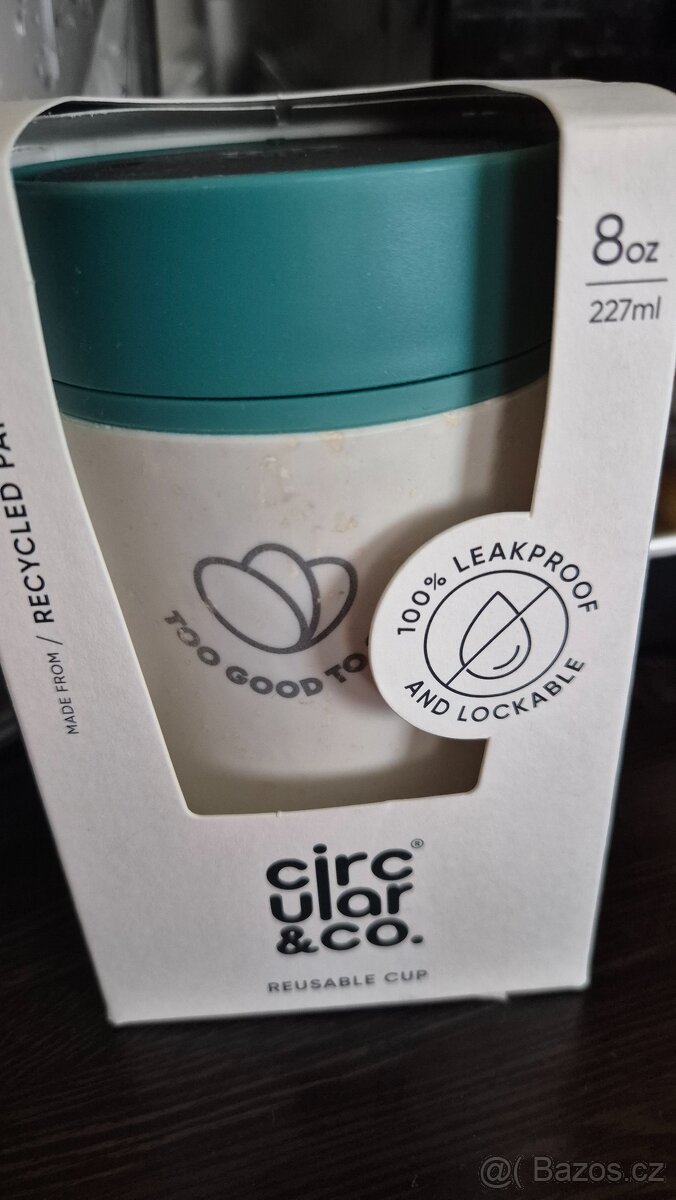 8oz
227ml
MADE FROM / RECYCLED
TOO GOOD TO
100% LEAKPROOF
AND LOCKABLE
circ®
ular
&co.
REUSABLE CUP
@( Bazos.cz